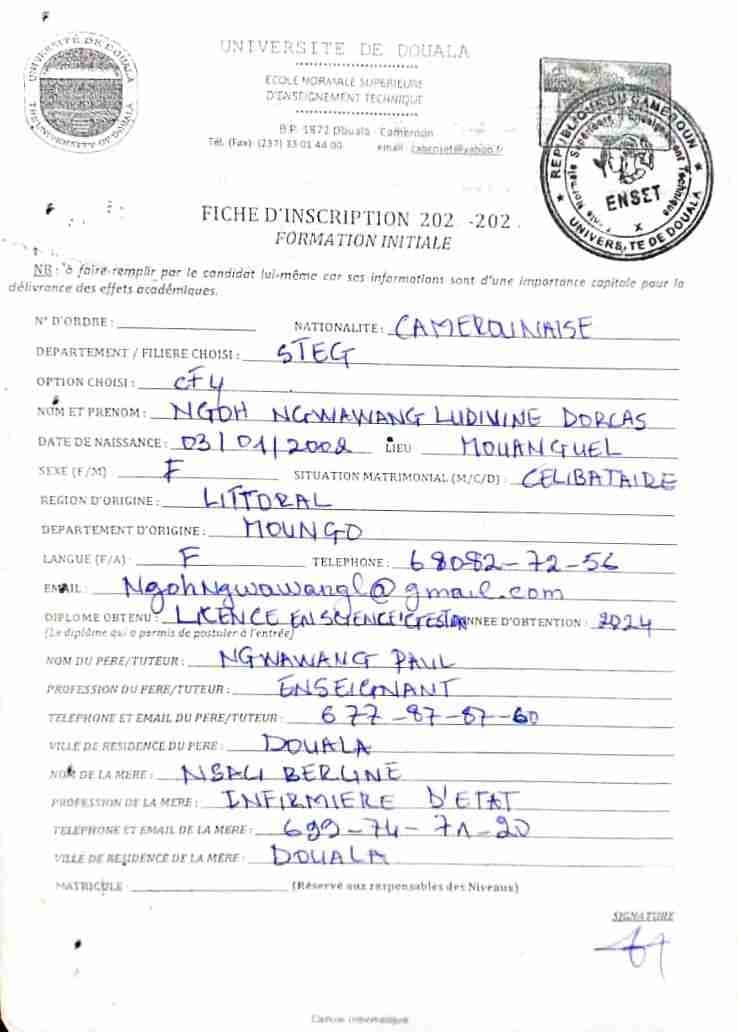 UNIVERSITE DE DOUALA
ECOLE NORMALE SUPERIEURE
D'ENSEIGNEMENT TECHNIQUE
B.P. 1872 Douala - Cameroun
Tél. (Fax) (237) 33 01 44 00 email :
UNIVERSITÉ DE DOUALA
THE UNIVERSITY OF DOUALA
REPUBLIQUE DU CAMEROUN
Ecole Normale Supérieure d'Enseignement Technique
ENSET
UNIVERSITE DE DOUALA
FICHE D'INSCRIPTION 202 -202 .
FORMATION INITIALE
NB : à faire remplir par le candidat lui-même car ses informations sont d'une importance capitale pour la
délivrance des effets académiques.
N° D'ORDRE : NATIONALITE : CAMEROUNAISE
DEPARTEMENT / FILIERE CHOISI : STEG
OPTION CHOISI : CF4
NOM ET PRENOM : NGOH NGWAWANG LUDIVINE DORCAS
DATE DE NAISSANCE : 03/01/2002 LIEU MOUANGUEL
SEXE (F/M) : F SITUATION MATRIMONIAL (M/C/D) : CELIBATAIRE
REGION D'ORIGINE : LITTORAL
DEPARTEMENT D'ORIGINE : MOUNGO
LANGUE (F/A) F TELEPHONE : 68082-72-56
EMAIL : NgohNgwawangl@gmail.com
DIPLOME OBTENU : LICENCE EN SCIENCE GESTION ANNEE D'OBTENTION : 2024
(Le diplôme qui a permis de postuler à l'entrée)
NOM DU PERE/TUTEUR : NGWAWANG PAUL
PROFESSION DU PERE/TUTEUR : ENSEIGNANT
TELEPHONE ET EMAIL DU PERE/TUTEUR : 677-87-87-60
VILLE DE RESIDENCE DU PERE : DOUALA
NOM DE LA MERE : NSALI BERLINE
PROFESSION DE LA MERE : INFIRMIERE D'ETAT
TELEPHONE ET EMAIL DE LA MERE : 699-74-71-20
VILLE DE RESIDENCE DE LA MERE : DOUALA
MATRICULE : (Réservé aux responsables des Niveaux)
SIGNATURE